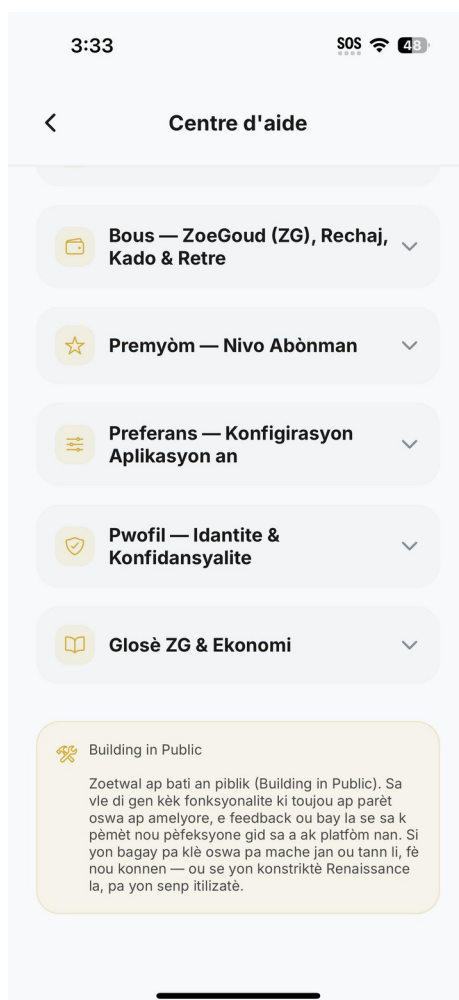 3:33
SOS
48
Centre d'aide
Bous — ZoeGoud (ZG), Rechaj,
Kado & Retre
Premyòm — Nivo Abònman
Preferans — Konfigirasyon
Aplikasyon an
Pwofil — Idantite &
Konfidansyalite
Glosè ZG & Ekonomi
Building in Public
Zoetwal ap bati an piblik (Building in Public). Sa
vle di gen kèk fonksyonalite ki toujou ap parèt
oswa ap amelyore, e feedback ou bay la se sa k
pèmèt nou pèfeksyone gid sa a ak platfòm nan. Si
yon bagay pa klè oswa pa mache jan ou tann li, fè
nou konnen — ou se yon konstriktè Renaissance
la, pa yon senp itilizatè.